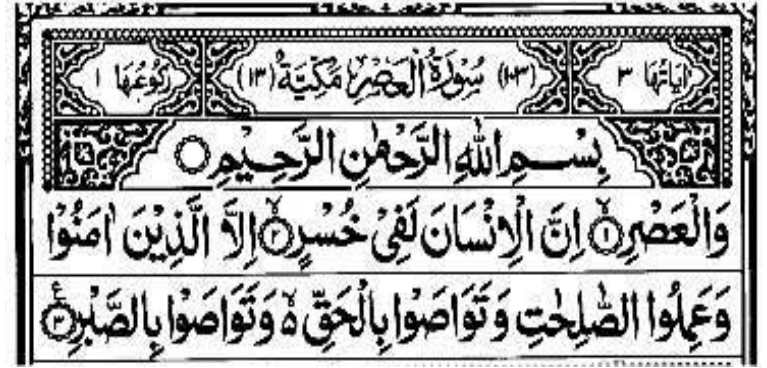 اٰیَاتُهَا ٣ (١٠٣) سُوْرَةُ الْعَصْرِ مَكِّيَّةٌ (١٣) رُكُوْعُهَا ١
بِسْمِ اللّٰهِ الرَّحْمٰنِ الرَّحِيْمِ
وَالْعَصْرِۙ۝١ اِنَّ الْاِنْسَانَ لَفِیْ خُسْرٍۙ۝٢ اِلَّا الَّذِیْنَ اٰمَنُوْا
وَعَمِلُوا الصّٰلِحٰتِ وَتَوَاصَوْا بِالْحَقِّ ۵ۙ وَتَوَاصَوْا بِالصَّبْرِ۝٣ ع